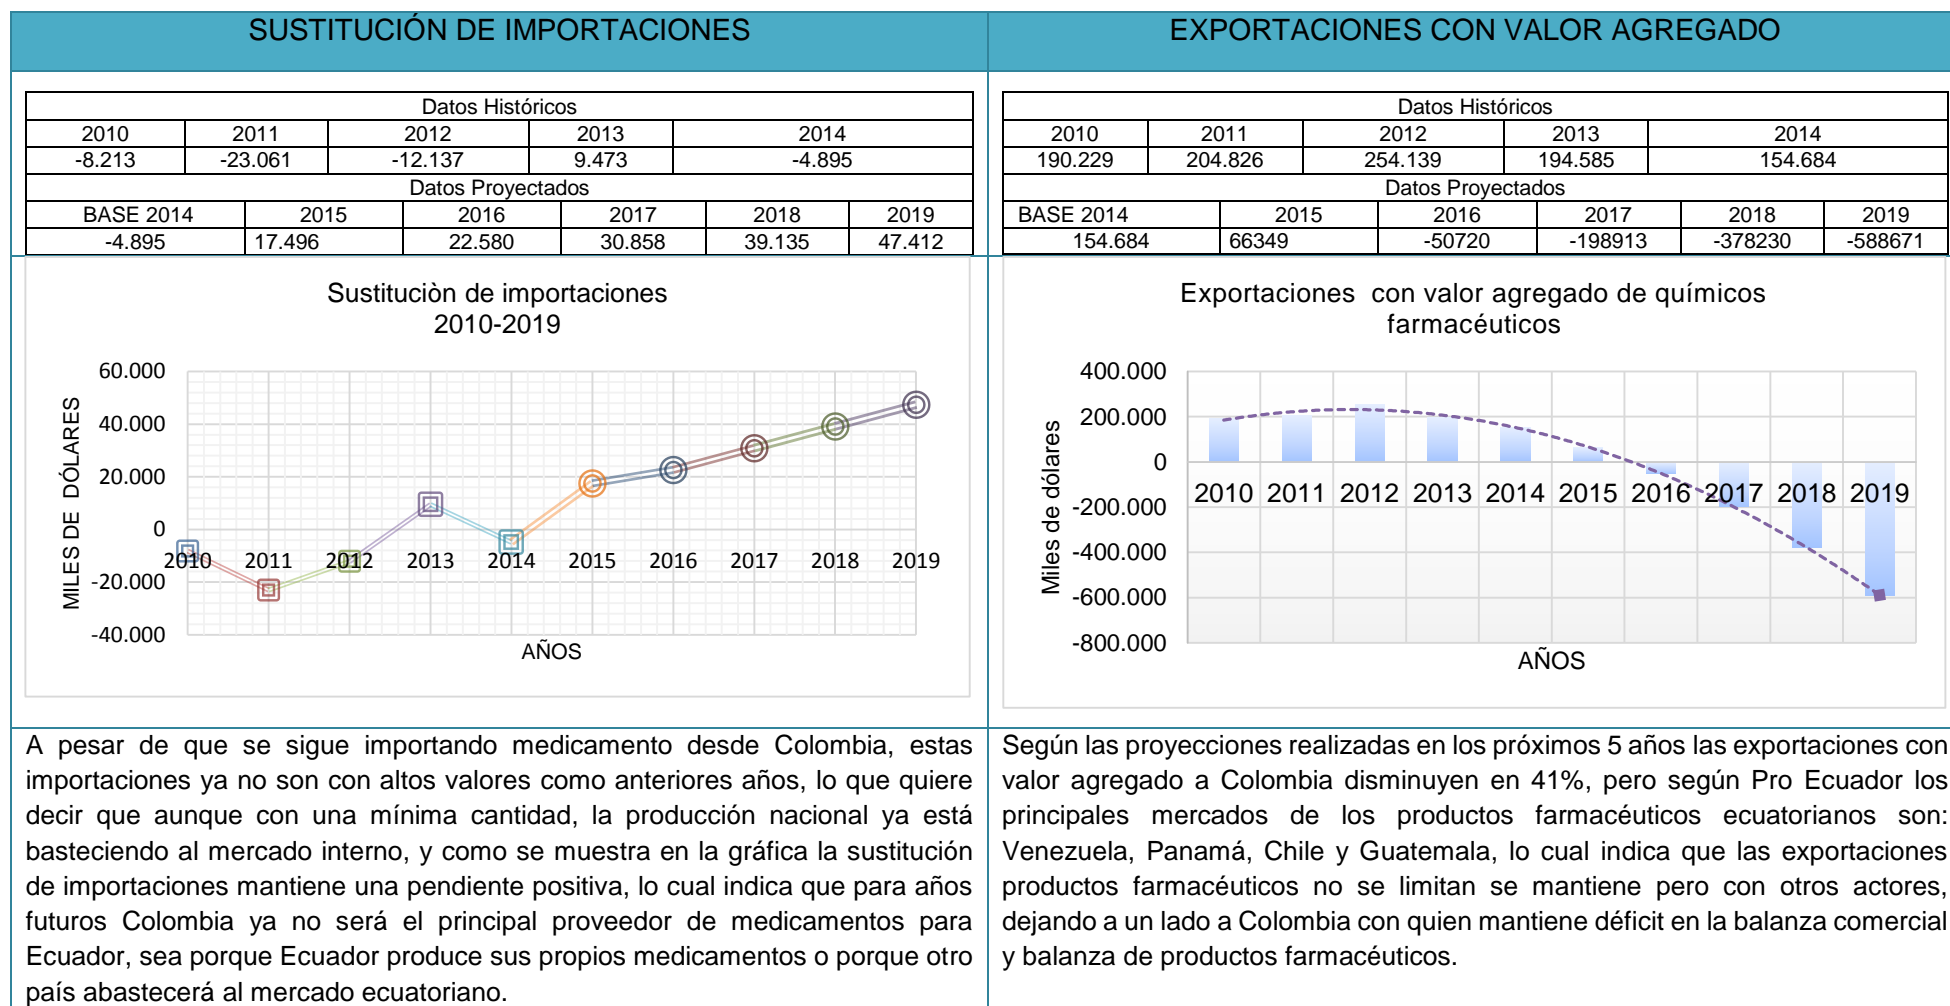 SUSTITUCIÓN DE IMPORTACIONES
Datos Históricos
2010 2011 2012 2013 2014
-8.213 -23.061 -12.137 9.473 -4.895
Datos Proyectados
BASE 2014 2015 2016 2017 2018 2019
-4.895 17.496 22.580 30.858 39.135 47.412
Sustituciòn de importaciones
2010-2019
60.000
40.000
20.000
0
-20.000
-40.000
MILES DE DÓLARES
2010 2011 2012 2013 2014 2015 2016 2017 2018 2019
AÑOS
A pesar de que se sigue importando medicamento desde Colombia, estas
importaciones ya no son con altos valores como anteriores años, lo que quiere
decir que aunque con una mínima cantidad, la producción nacional ya está
basteciendo al mercado interno, y como se muestra en la gráfica la sustitución
de importaciones mantiene una pendiente positiva, lo cual indica que para años
futuros Colombia ya no será el principal proveedor de medicamentos para
Ecuador, sea porque Ecuador produce sus propios medicamentos o porque otro
país abastecerá al mercado ecuatoriano.
EXPORTACIONES CON VALOR AGREGADO
Datos Históricos
2010 2011 2012 2013 2014
190.229 204.826 254.139 194.585 154.684
Datos Proyectados
BASE 2014 2015 2016 2017 2018 2019
154.684 66349 -50720 -198913 -378230 -588671
Exportaciones con valor agregado de químicos
farmacéuticos
400.000
200.000
0
-200.000
-400.000
-600.000
-800.000
Miles de dólares
2010 2011 2012 2013 2014 2015 2016 2017 2018 2019
AÑOS
Según las proyecciones realizadas en los próximos 5 años las exportaciones con
valor agregado a Colombia disminuyen en 41%, pero según Pro Ecuador los
principales mercados de los productos farmacéuticos ecuatorianos son:
Venezuela, Panamá, Chile y Guatemala, lo cual indica que las exportaciones
productos farmacéuticos no se limitan se mantiene pero con otros actores,
dejando a un lado a Colombia con quien mantiene déficit en la balanza comercial
y balanza de productos farmacéuticos.